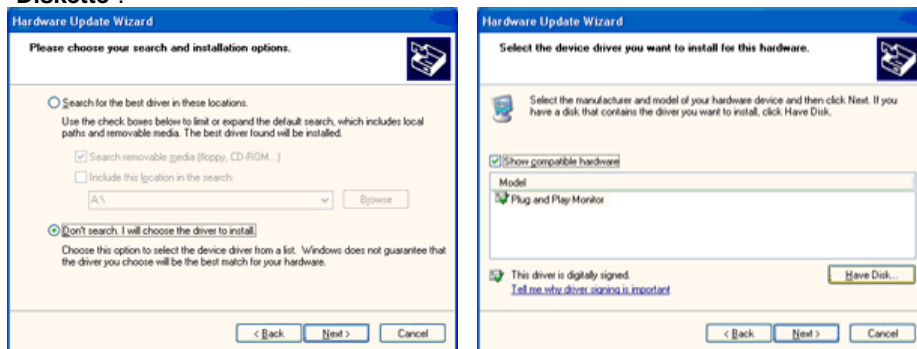 Diskette".
Hardware Update Wizard
Please choose your search and installation options.
Search for the best driver in these locations.
Use the check boxes below to limit or expand the default search, which includes local
paths and removable media. The best driver found will be installed.
Search removable media (floppy, CD-ROM...)
Include this location in the search:
A:\
Browse
Don't search. I will choose the driver to install.
Choose this option to select the device driver from a list. Windows does not guarantee that
the driver you choose will be the best match for your hardware.
< Back
Next >
Cancel
Hardware Update Wizard
Select the device driver you want to install for this hardware.
Select the manufacturer and model of your hardware device and then click Next. If you
have a disk that contains the driver you want to install, click Have Disk.
Show compatible hardware
Model
Plug and Play Monitor
This driver is digitally signed.
Tell me why driver signing is important
Have Disk...
< Back
Next >
Cancel